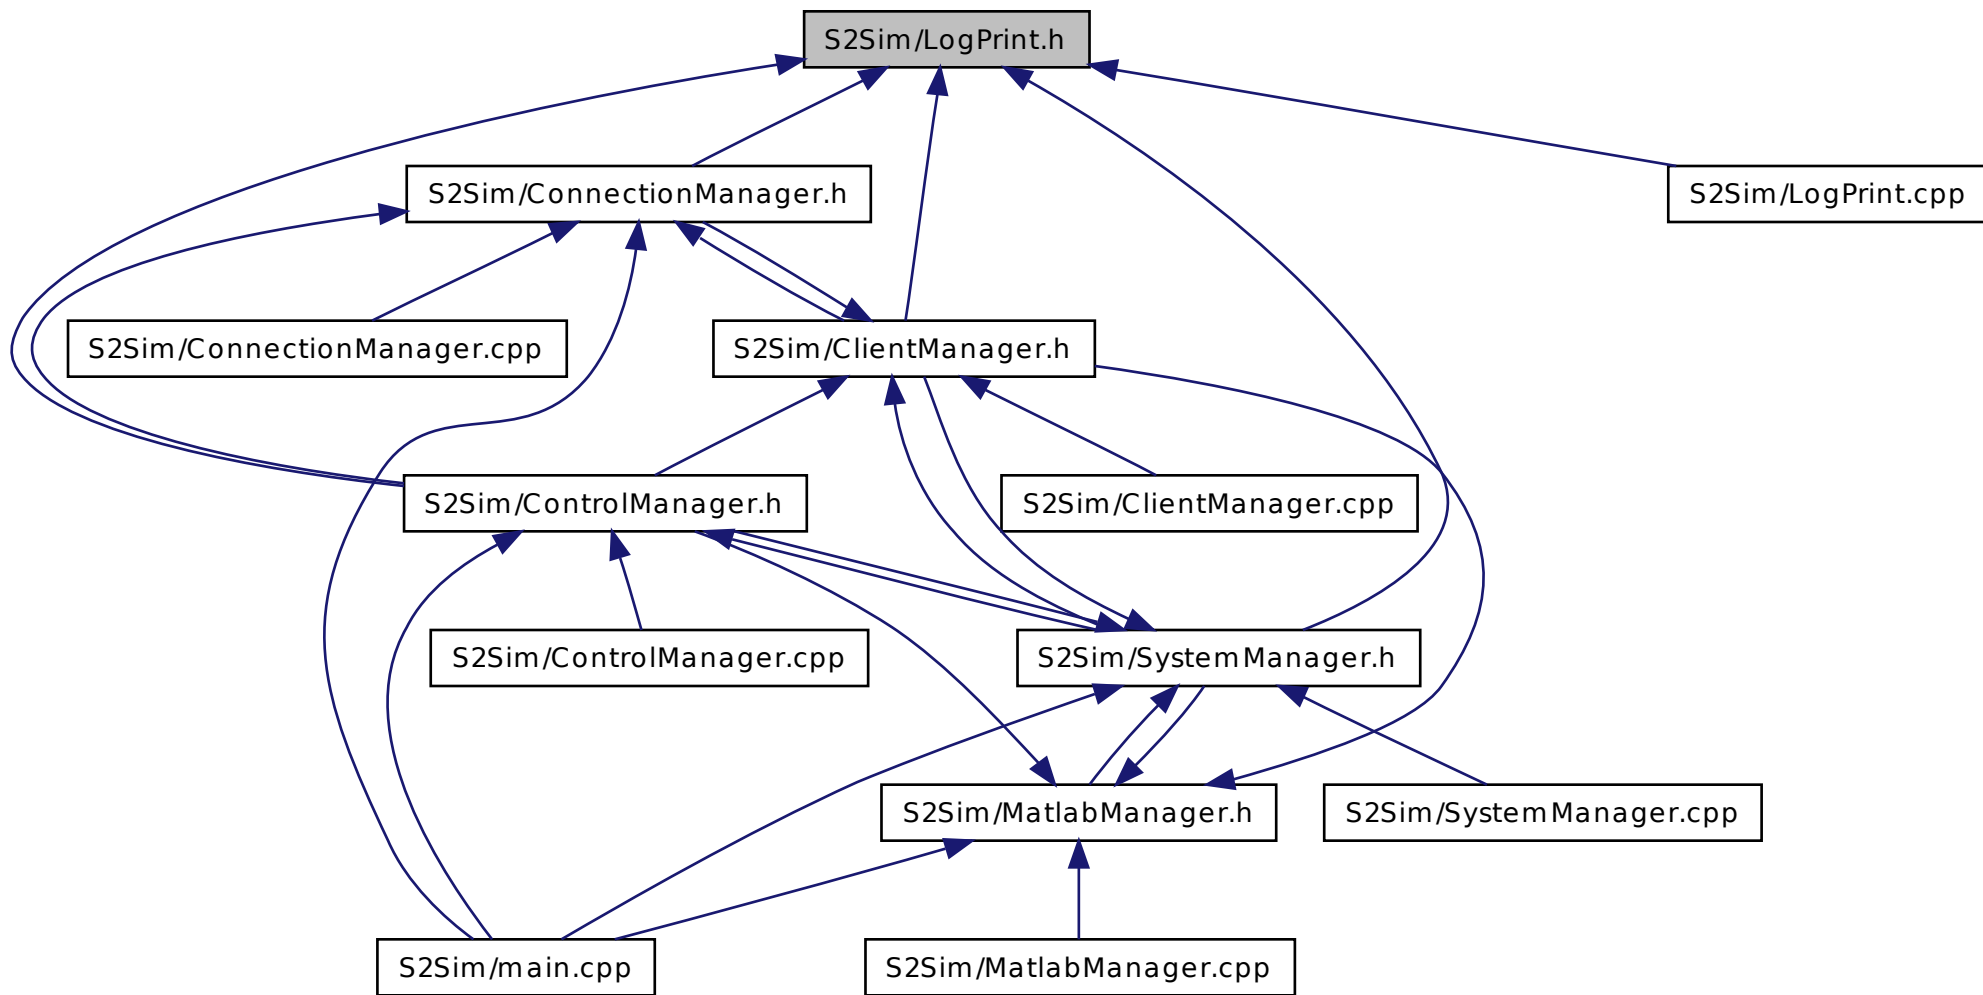 S2Sim/LogPrint.h
S2Sim/ConnectionManager.h
S2Sim/LogPrint.cpp
S2Sim/ConnectionManager.cpp
S2Sim/ClientManager.h
S2Sim/ControlManager.h
S2Sim/ClientManager.cpp
S2Sim/ControlManager.cpp
S2Sim/SystemManager.h
S2Sim/MatlabManager.h
S2Sim/SystemManager.cpp
S2Sim/main.cpp
S2Sim/MatlabManager.cpp